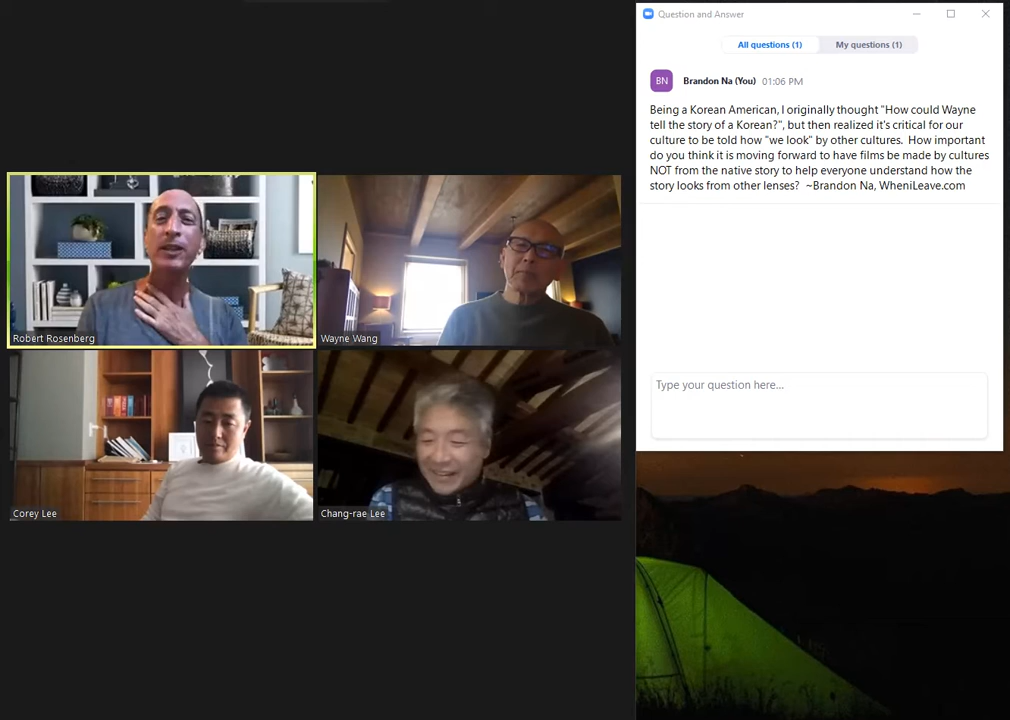 Question and Answer
All questions (1)
My questions (1)
BN
Brandon Na (You) 01:06 PM
Being a Korean American, I originally thought "How could Wayne
tell the story of a Korean?", but then realized it's critical for our
culture to be told how "we look" by other cultures.  How important
do you think it is moving forward to have films be made by cultures
NOT from the native story to help everyone understand how the
story looks from other lenses?  ~Brandon Na, WheniLeave.com
Type your question here...
Robert Rosenberg
Wayne Wang
Corey Lee
Chang-rae Lee